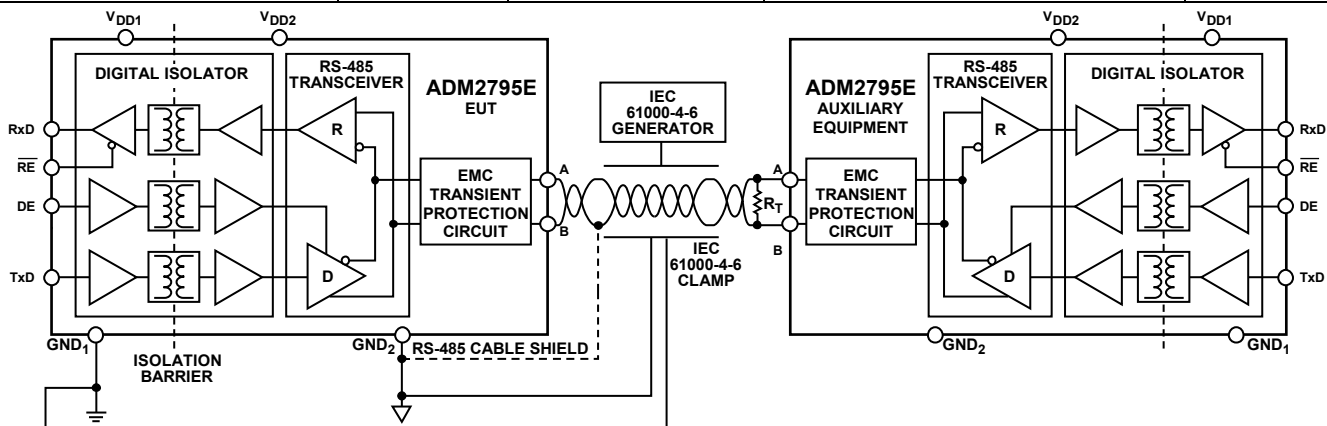 VDD1
VDD2
DIGITAL ISOLATOR
RS-485
TRANSCEIVER
ADM2795E
EUT
RxD
RE
DE
TxD
R
D
EMC
TRANSIENT
PROTECTION
CIRCUIT
A
B
GND1
ISOLATION
BARRIER
GND2
RS-485 CABLE SHIELD
IEC
61000-4-6
GENERATOR
RT
IEC
61000-4-6
CLAMP
VDD2
VDD1
ADM2795E
AUXILIARY
EQUIPMENT
RS-485
TRANSCEIVER
DIGITAL ISOLATOR
A
B
EMC
TRANSIENT
PROTECTION
CIRCUIT
R
D
RxD
RE
DE
TxD
GND2
GND1